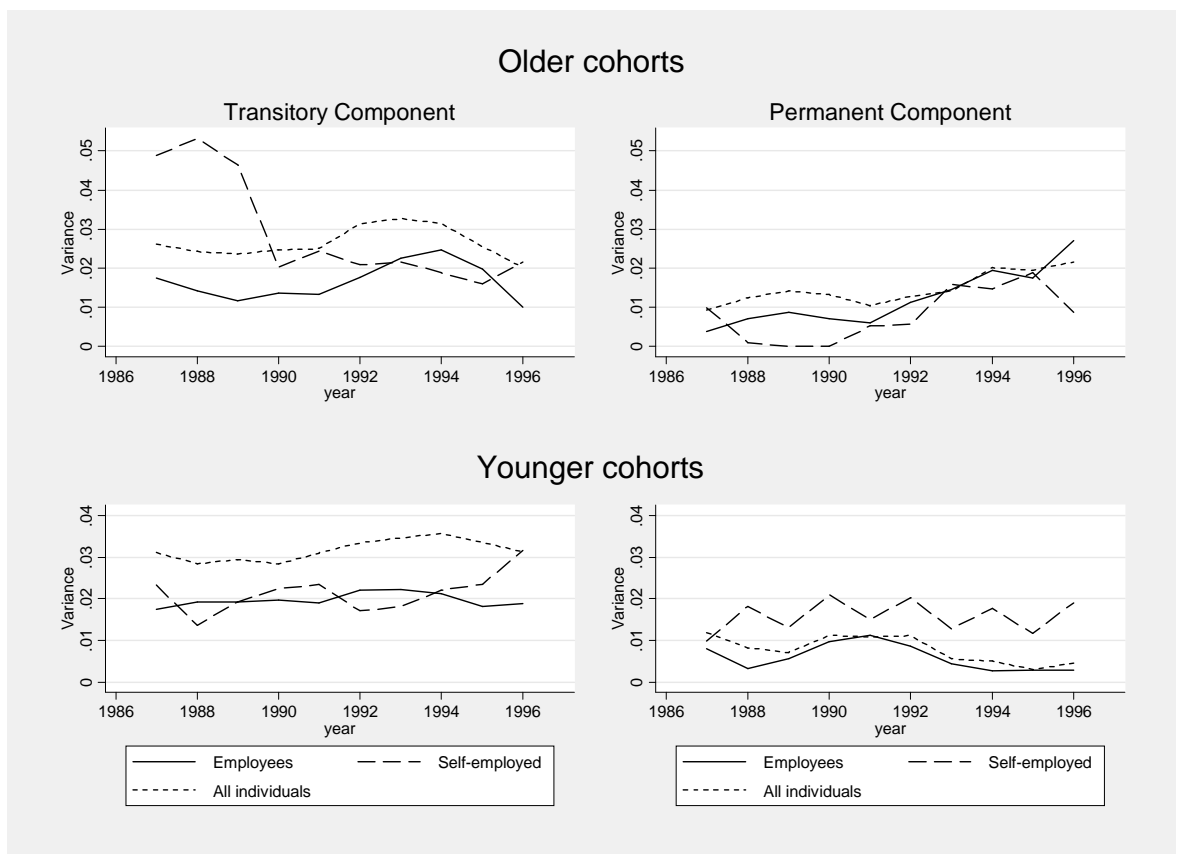 Older cohorts
Transitory Component
Variance
.05
.04
.03
.02
.01
0
1986 1988 1990 1992 1994 1996
year
Permanent Component
Variance
.05
.04
.03
.02
.01
0
1986 1988 1990 1992 1994 1996
year
Younger cohorts
Variance
.04
.03
.02
.01
0
1986 1988 1990 1992 1994 1996
year
Employees Self-employed
All individuals
Variance
.04
.03
.02
.01
0
1986 1988 1990 1992 1994 1996
year
Employees Self-employed
All individuals